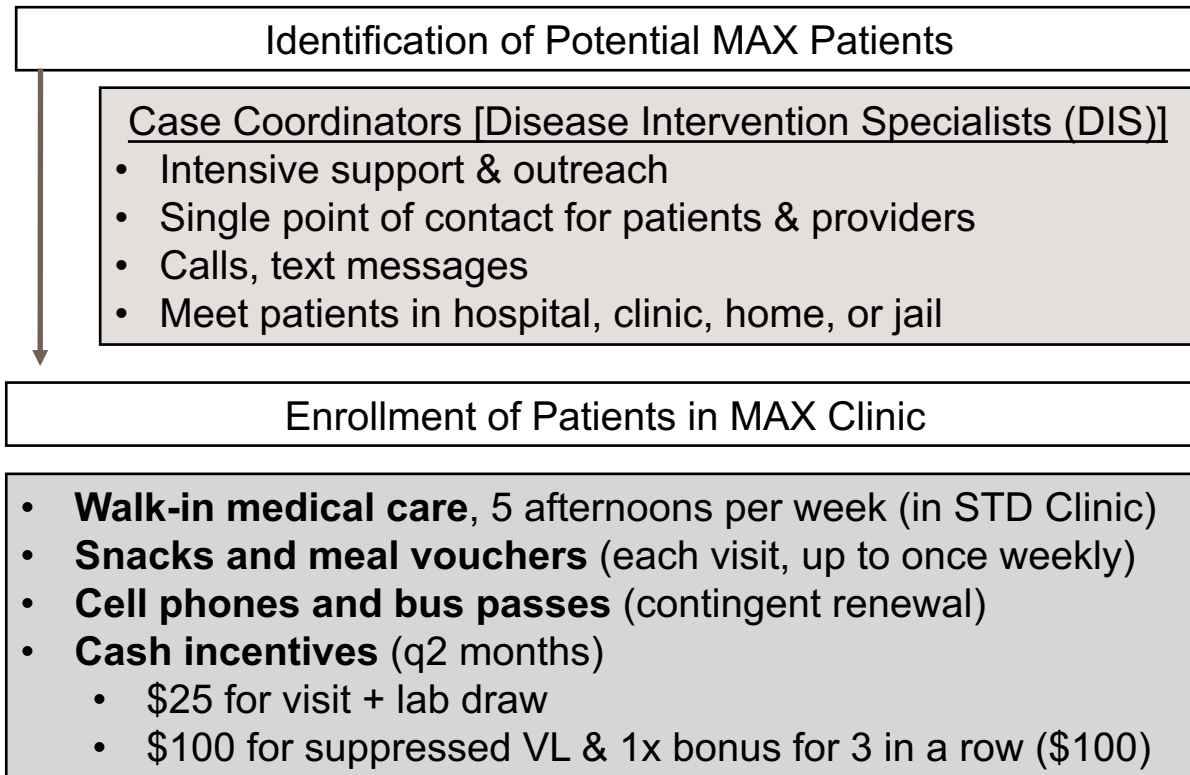 Identification of Potential MAX Patients
Case Coordinators [Disease Intervention Specialists (DIS)]
• Intensive support & outreach
• Single point of contact for patients & providers
• Calls, text messages
• Meet patients in hospital, clinic, home, or jail
Enrollment of Patients in MAX Clinic
• Walk-in medical care, 5 afternoons per week (in STD Clinic)
• Snacks and meal vouchers (each visit, up to once weekly)
• Cell phones and bus passes (contingent renewal)
• Cash incentives (q2 months)
• $25 for visit + lab draw
• $100 for suppressed VL & 1x bonus for 3 in a row ($100)